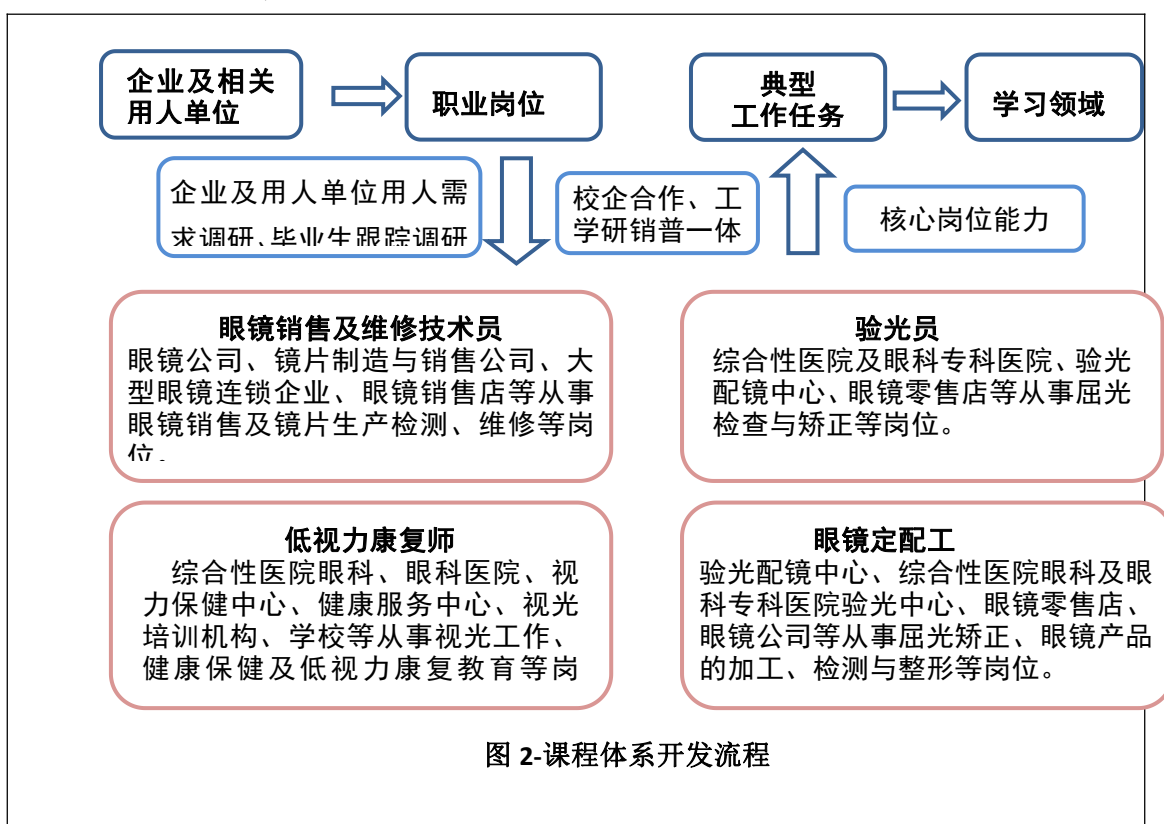 企业及相关
用人单位
职业岗位
典型
工作任务
学习领域
企业及用人单位用人需
求调研、毕业生跟踪调研
校企合作、工
学研销普一体
核心岗位能力
眼镜销售及维修技术员
眼镜公司、镜片制造与销售公司、大
型眼镜连锁企业、眼镜销售店等从事
眼镜销售及镜片生产检测、维修等岗
位。
验光员
综合性医院及眼科专科医院、验光
配镜中心、眼镜零售店等从事屈光
检查与矫正等岗位。
低视力康复师
综合性医院眼科、眼科医院、视
力保健中心、健康服务中心、视光
培训机构、学校等从事视光工作、
健康保健及低视力康复教育等岗
眼镜定配工
验光配镜中心、综合性医院眼科及眼
科专科医院验光中心、眼镜零售店、
眼镜公司等从事屈光矫正、眼镜产品
的加工、检测与整形等岗位。
图 2-课程体系开发流程